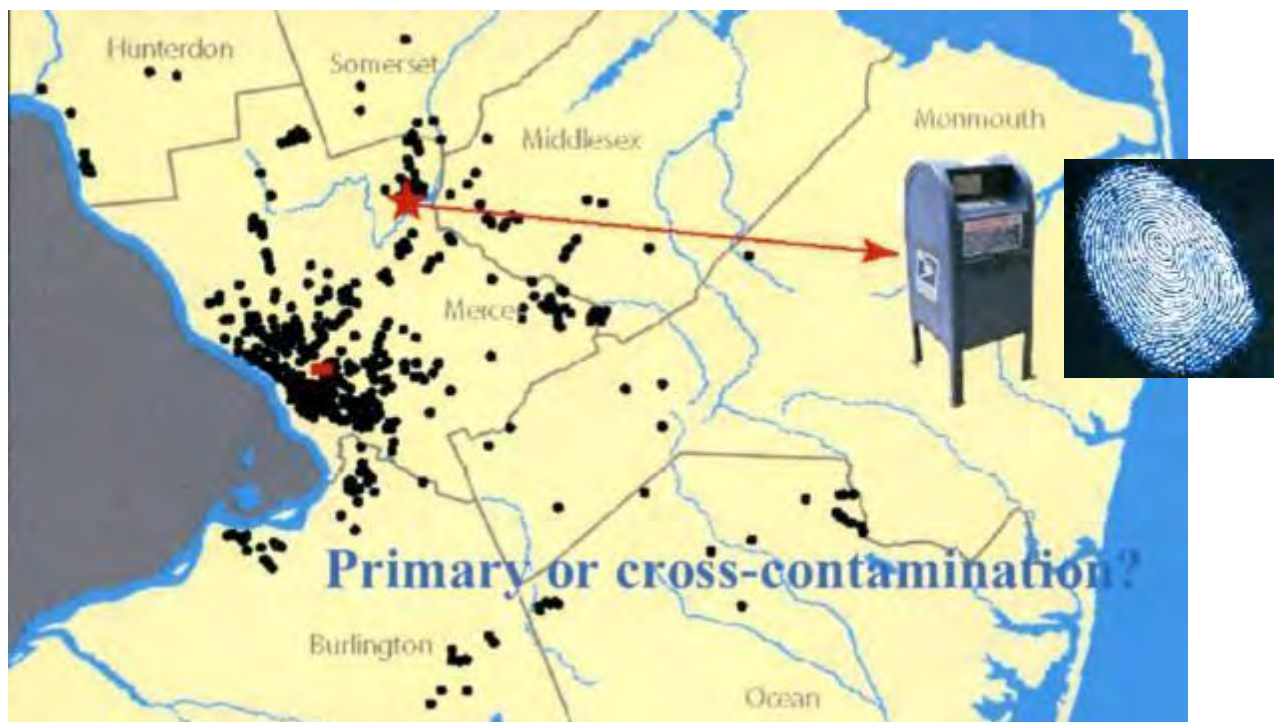 Hunterdon
Somerset
Middlesex
Monmouth
Mercer
Primary or cross-contamination?
Burlington
Ocean